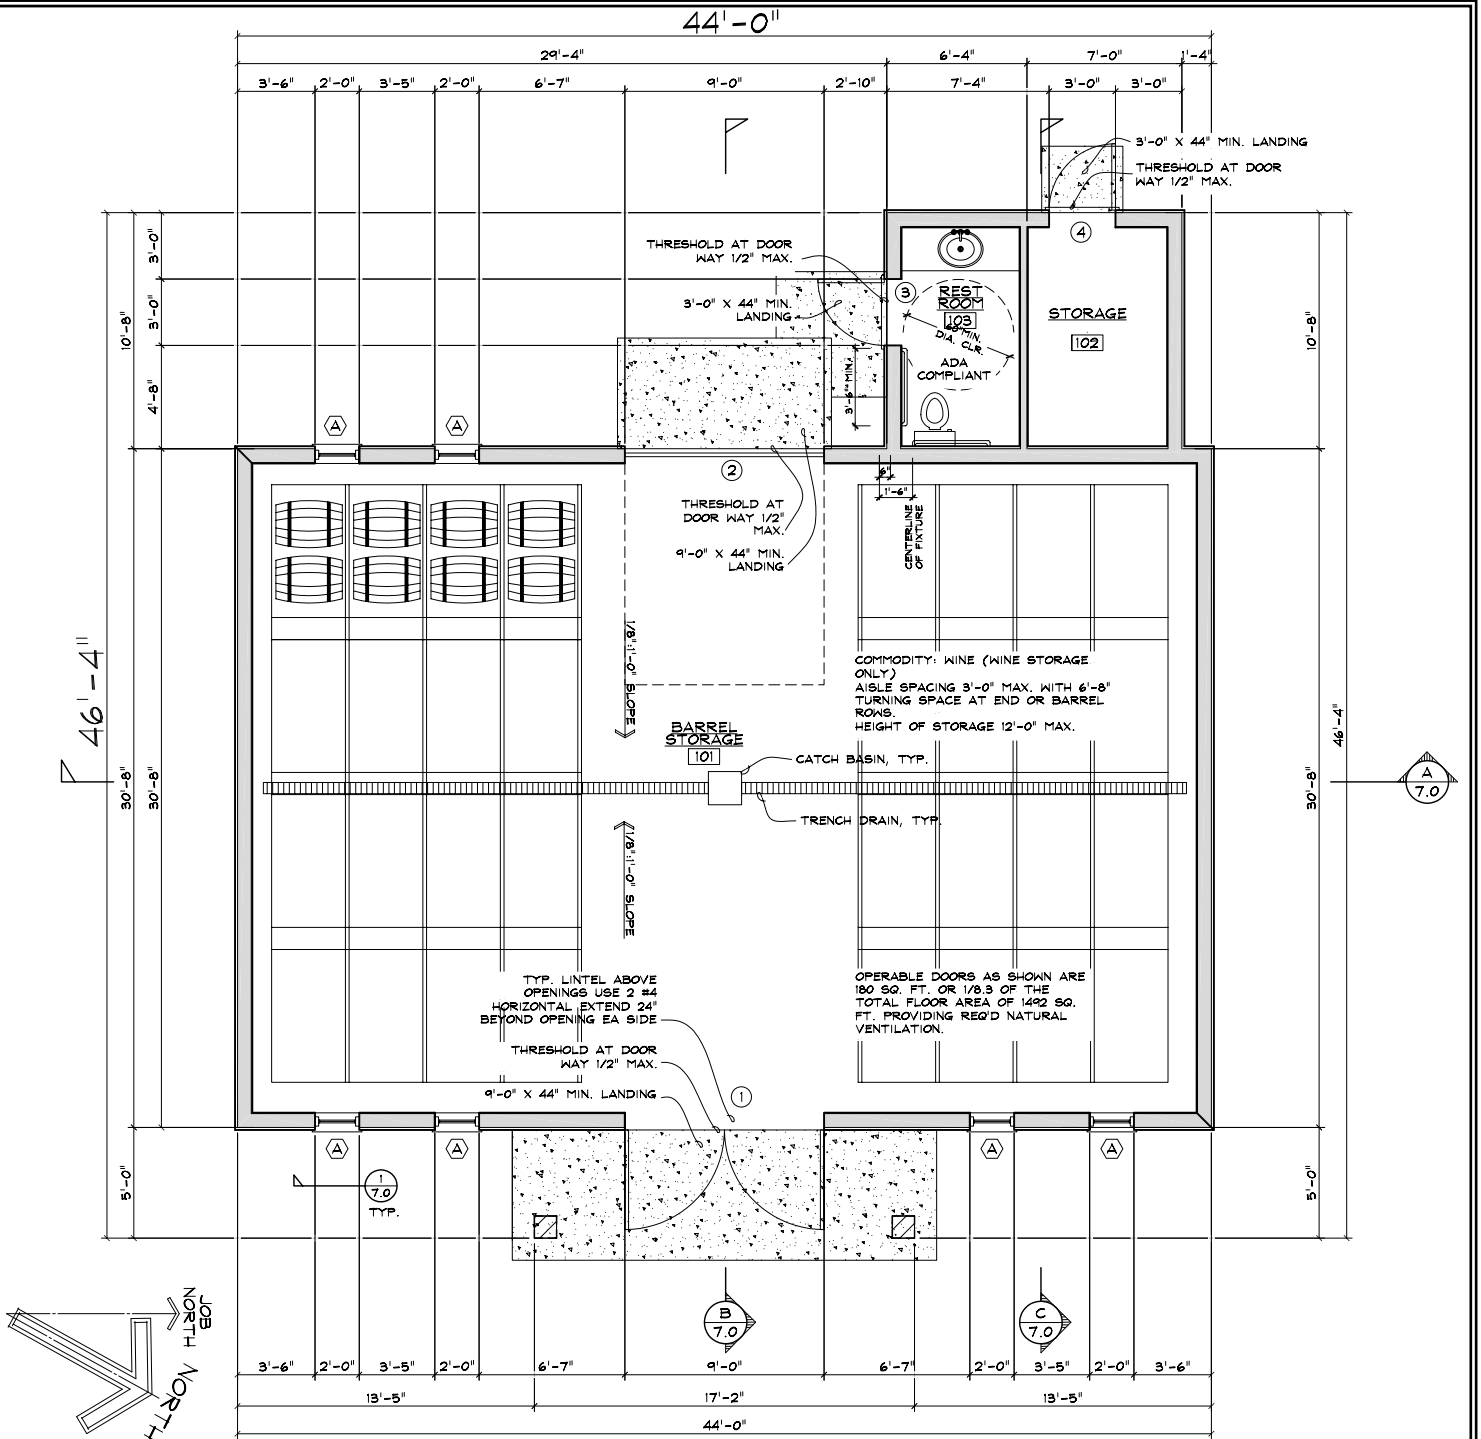 44'-0"
29'-4" 6'-4" 7'-0" 1'-4"
3'-6" 2'-0" 3'-5" 2'-0" 6'-7" 9'-0" 2'-10" 7'-4" 3'-0" 3'-0"
3'-0" X 44" MIN. LANDING
THRESHOLD AT DOOR
WAY 1/2" MAX.
4
THRESHOLD AT DOOR
WAY 1/2" MAX.
3'-0" X 44" MIN.
LANDING
3
REST
ROOM
103
60" MIN.
DIA. CLR.
ADA
COMPLIANT
STORAGE
102
3'-6" MIN.
3'-0"
3'-0"
4'-8"
10'-8"
10'-8"
A A
2
6"
1'-6"
CENTERLINE
OF FIXTURE
THRESHOLD AT
DOOR WAY 1/2"
MAX.
9'-0" X 44" MIN.
LANDING
1/8":1'-0" SLOPE
COMMODITY: WINE (WINE STORAGE
ONLY)
AISLE SPACING 3'-0" MAX. WITH 6'-8"
TURNING SPACE AT END OR BARREL
ROWS.
HEIGHT OF STORAGE 12'-0" MAX.
BARREL
STORAGE
101
CATCH BASIN, TYP.
TRENCH DRAIN, TYP.
46'-4"
30'-8"
30'-8"
46'-4"
30'-8"
A
7.0
1/8":1'-0" SLOPE
TYP. LINTEL ABOVE
OPENINGS USE 2 #4
HORIZONTAL EXTEND 24"
BEYOND OPENING EA SIDE
THRESHOLD AT DOOR
WAY 1/2" MAX.
9'-0" X 44" MIN. LANDING
OPERABLE DOORS AS SHOWN ARE
180 SQ. FT. OR 1/8.3 OF THE
TOTAL FLOOR AREA OF 1492 SQ.
FT. PROVIDING REQ'D NATURAL
VENTILATION.
1
A A A A
5'-0"
5'-0"
1
7.0
TYP.
B
7.0
C
7.0
JOB
NORTH
NORTH
3'-6" 2'-0" 3'-5" 2'-0" 6'-7" 9'-0" 6'-7" 2'-0" 3'-5" 2'-0" 3'-6"
13'-5" 17'-2" 13'-5"
44'-0"